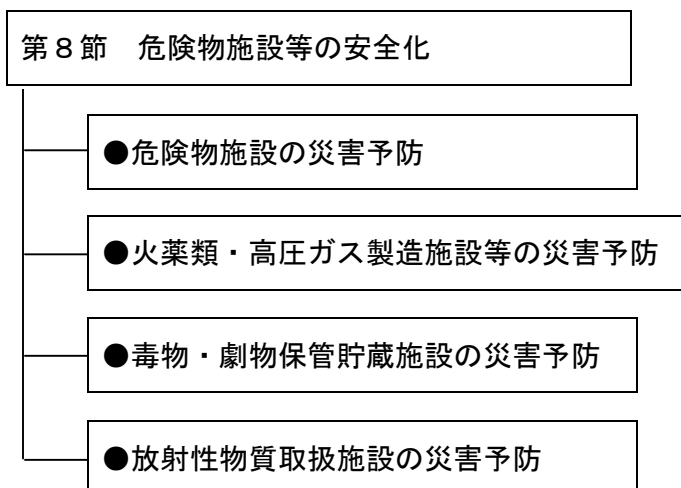 第８節　危険物施設等の安全化
●危険物施設の災害予防
●火薬類・高圧ガス製造施設等の災害予防
●毒物・劇物保管貯蔵施設の災害予防
●放射性物質取扱施設の災害予防